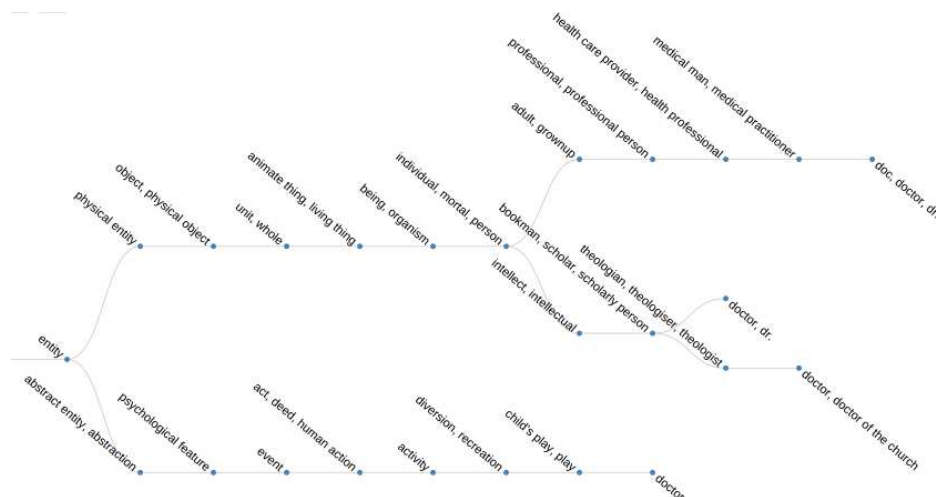 health care provider, health professional
medical man, medical practitioner
professional, professional person
adult, grownup
doc, doctor, dr.
individual, mortal, person
animate thing, living thing
object, physical object
being, organism
unit, whole
physical entity
bookman, scholar, scholarly person
intellect, intellectual
theologian, theologiser, theologist
doctor, dr.
entity
doctor, doctor of the church
abstract entity, abstraction
psychological feature
event
act, deed, human action
activity
diversion, recreation
child's play, play
doctor